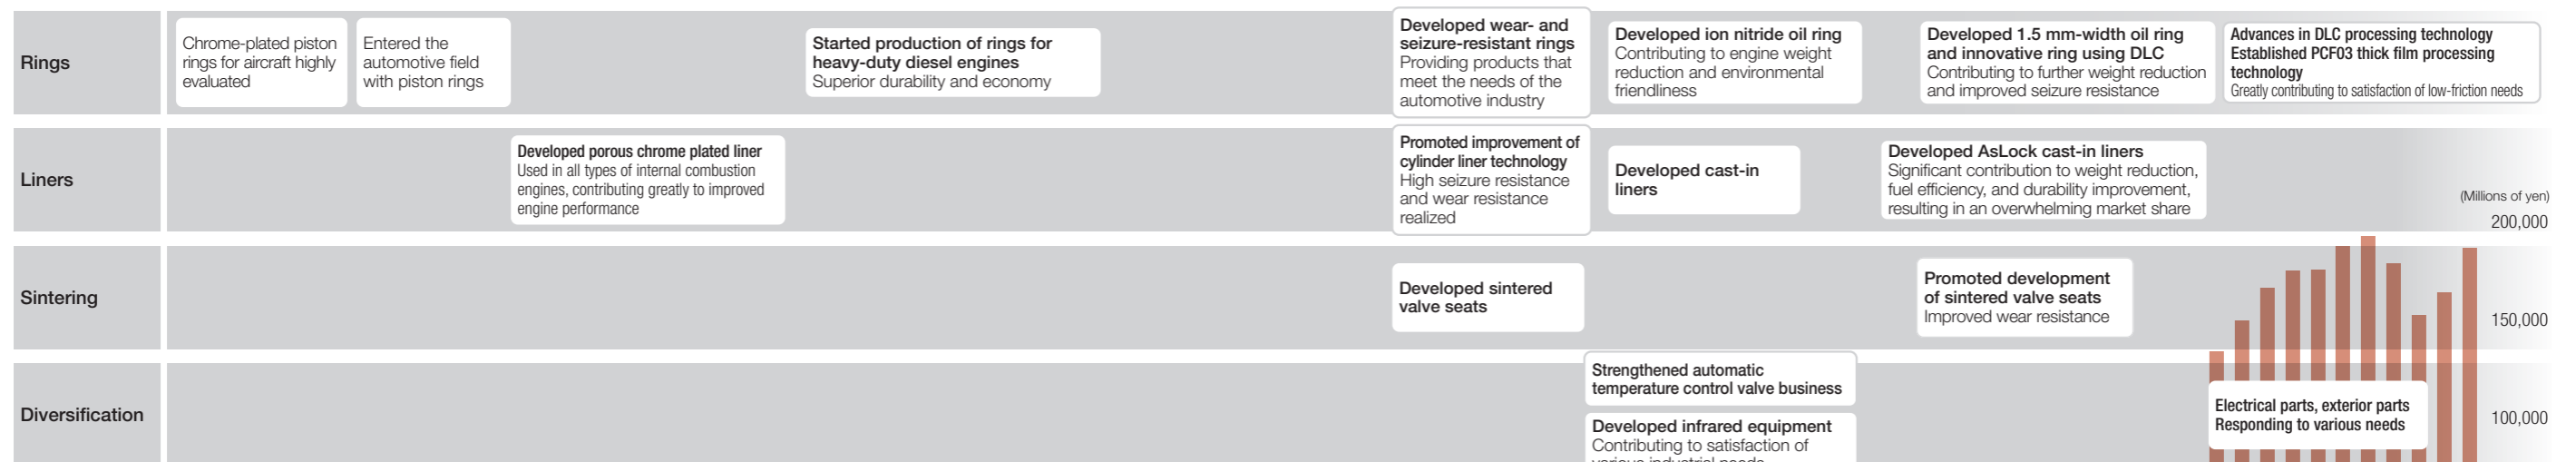 Rings
Chrome-plated piston
rings for aircraft highly
evaluated
Entered the
automotive field
with piston rings
Started production of rings for
heavy-duty diesel engines
Superior durability and economy
Developed wear- and
seizure-resistant rings
Providing products that
meet the needs of the
automotive industry
Developed ion nitride oil ring
Contributing to engine weight
reduction and environmental
friendliness
Developed 1.5 mm-width oil ring
and innovative ring using DLC
Contributing to further weight reduction
and improved seizure resistance
Advances in DLC processing technology
Established PCF03 thick film processing
technology
Greatly contributing to satisfaction of low-friction needs
Liners
Developed porous chrome plated liner
Used in all types of internal combustion
engines, contributing greatly to improved
engine performance
Promoted improvement of
cylinder liner technology
High seizure resistance
and wear resistance
realized
Developed cast-in
liners
Developed AsLock cast-in liners
Significant contribution to weight reduction,
fuel efficiency, and durability improvement,
resulting in an overwhelming market share
(Millions of yen)
200,000
Sintering
Developed sintered
valve seats
Promoted development
of sintered valve seats
Improved wear resistance
150,000
Diversification
Strengthened automatic
temperature control valve business
Developed infrared equipment
Contributing to satisfaction of
various industrial needs
Electrical parts, exterior parts
Responding to various needs
100,000